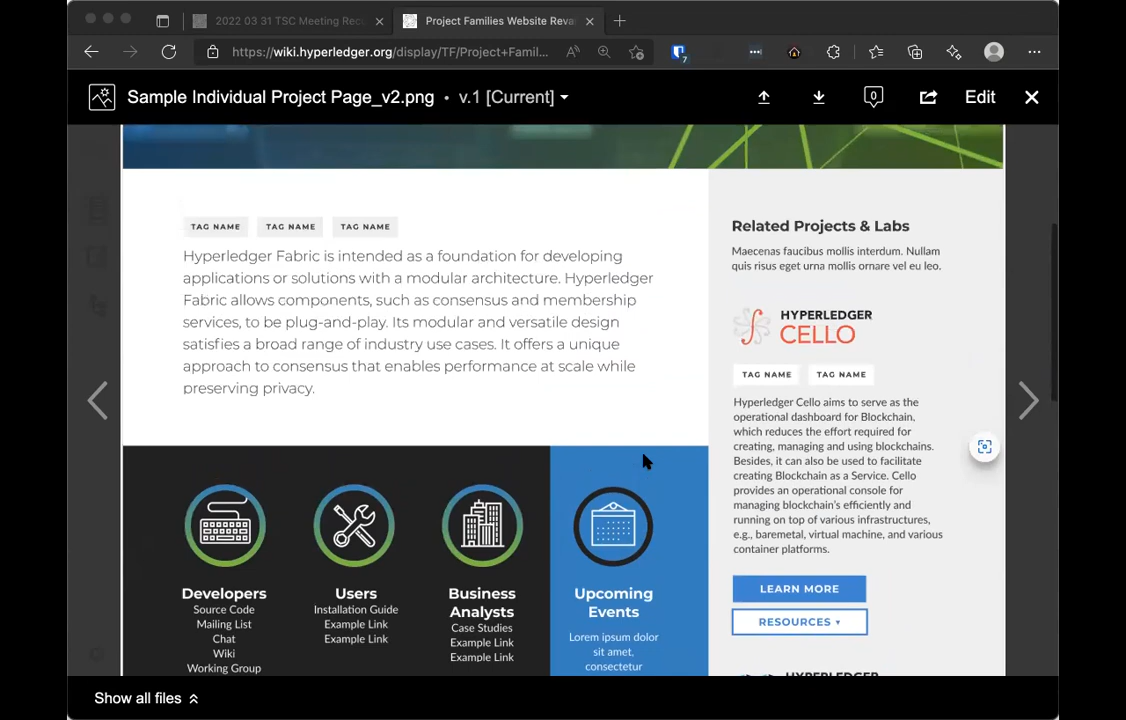 2022 03 31 TSC Meeting Rec
Project Families Website Reva
https://wiki.hyperledger.org/display/TF/Project+Famil...
7
Sample Individual Project Page_v2.png • v.1 [Current]
0
Edit
TAG NAME TAG NAME TAG NAME
Hyperledger Fabric is intended as a foundation for developing
applications or solutions with a modular architecture. Hyperledger
Fabric allows components, such as consensus and membership
services, to be plug-and-play. Its modular and versatile design
satisfies a broad range of industry use cases. It offers a unique
approach to consensus that enables performance at scale while
preserving privacy.
Developers
Source Code
Mailing List
Chat
Wiki
Working Group
Users
Installation Guide
Example Link
Example Link
Business
Analysts
Case Studies
Example Link
Example Link
Upcoming
Events
Lorem ipsum dolor
sit amet,
consectetur
Related Projects & Labs
Maecenas faucibus mollis interdum. Nullam
quis risus eget urna mollis ornare vel eu leo.
HYPERLEDGER
CELLO
TAG NAME TAG NAME
Hyperledger Cello aims to serve as the
operational dashboard for Blockchain,
which reduces the effort required for
creating, managing and using blockchains.
Besides, it can also be used to facilitate
creating Blockchain as a Service. Cello
provides an operational console for
managing blockchain's efficiently and
running on top of various infrastructures,
e.g., baremetal, virtual machine, and various
container platforms.
LEARN MORE
RESOURCES
HYPERLEDGER
Show all files